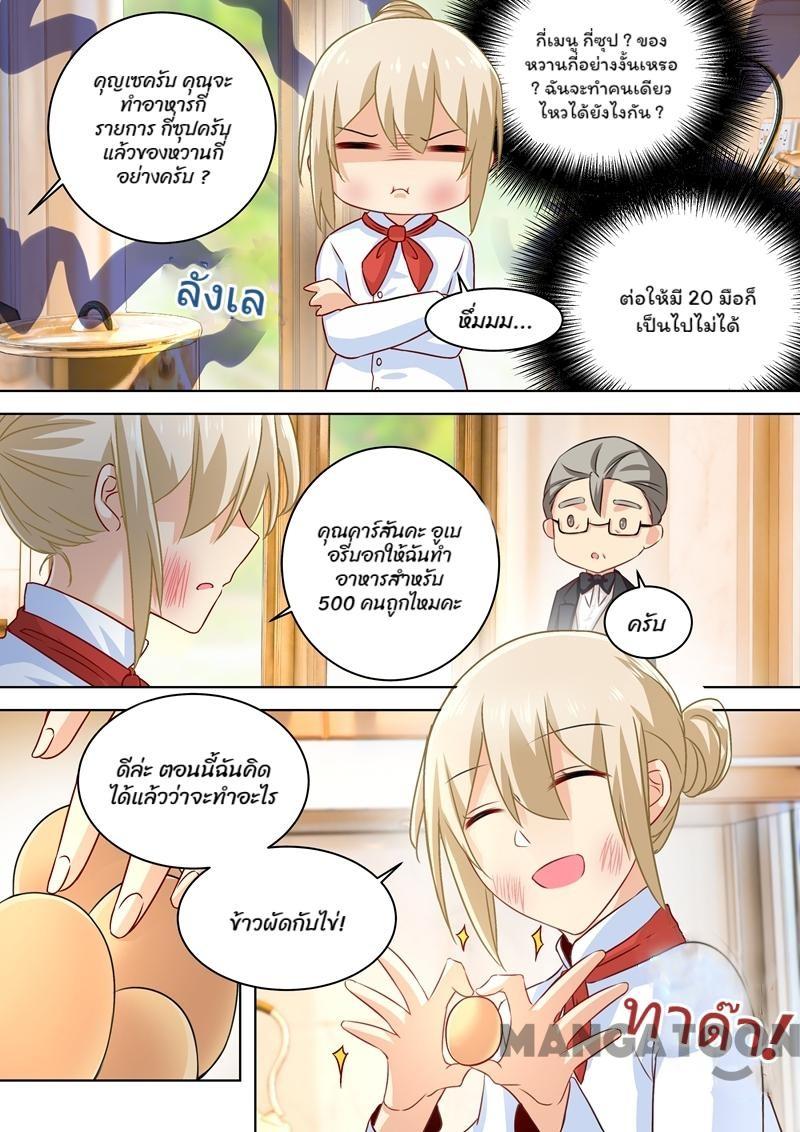 คุญเซครับ คุณจะ
ทำอาหารกี่
รายการ กี่ซุปครับ
แล้วของหวานกี่
อย่างครับ ?
กี่เมนู กี่ซุป ? ของ
หวานกี่อย่างงั้นเหรอ
? ฉันจะทำคนเดียว
ไหวได้ยังไงกัน ?
ลังเล
หึ่มมม...
ต่อให้มี 20 มือก็
เป็นไปไม่ได้
คุณคาร์สันคะ อูเบ
อรี่บอกให้ฉันทำ
อาหารสำหรับ
500 คนถูกไหมคะ
ครับ
ดีล่ะ ตอนนี้ฉันคิด
ได้แล้วว่าจะทำอะไร
ข้าวผัดกับไข่!
ทาด๊า!
MANGATOON